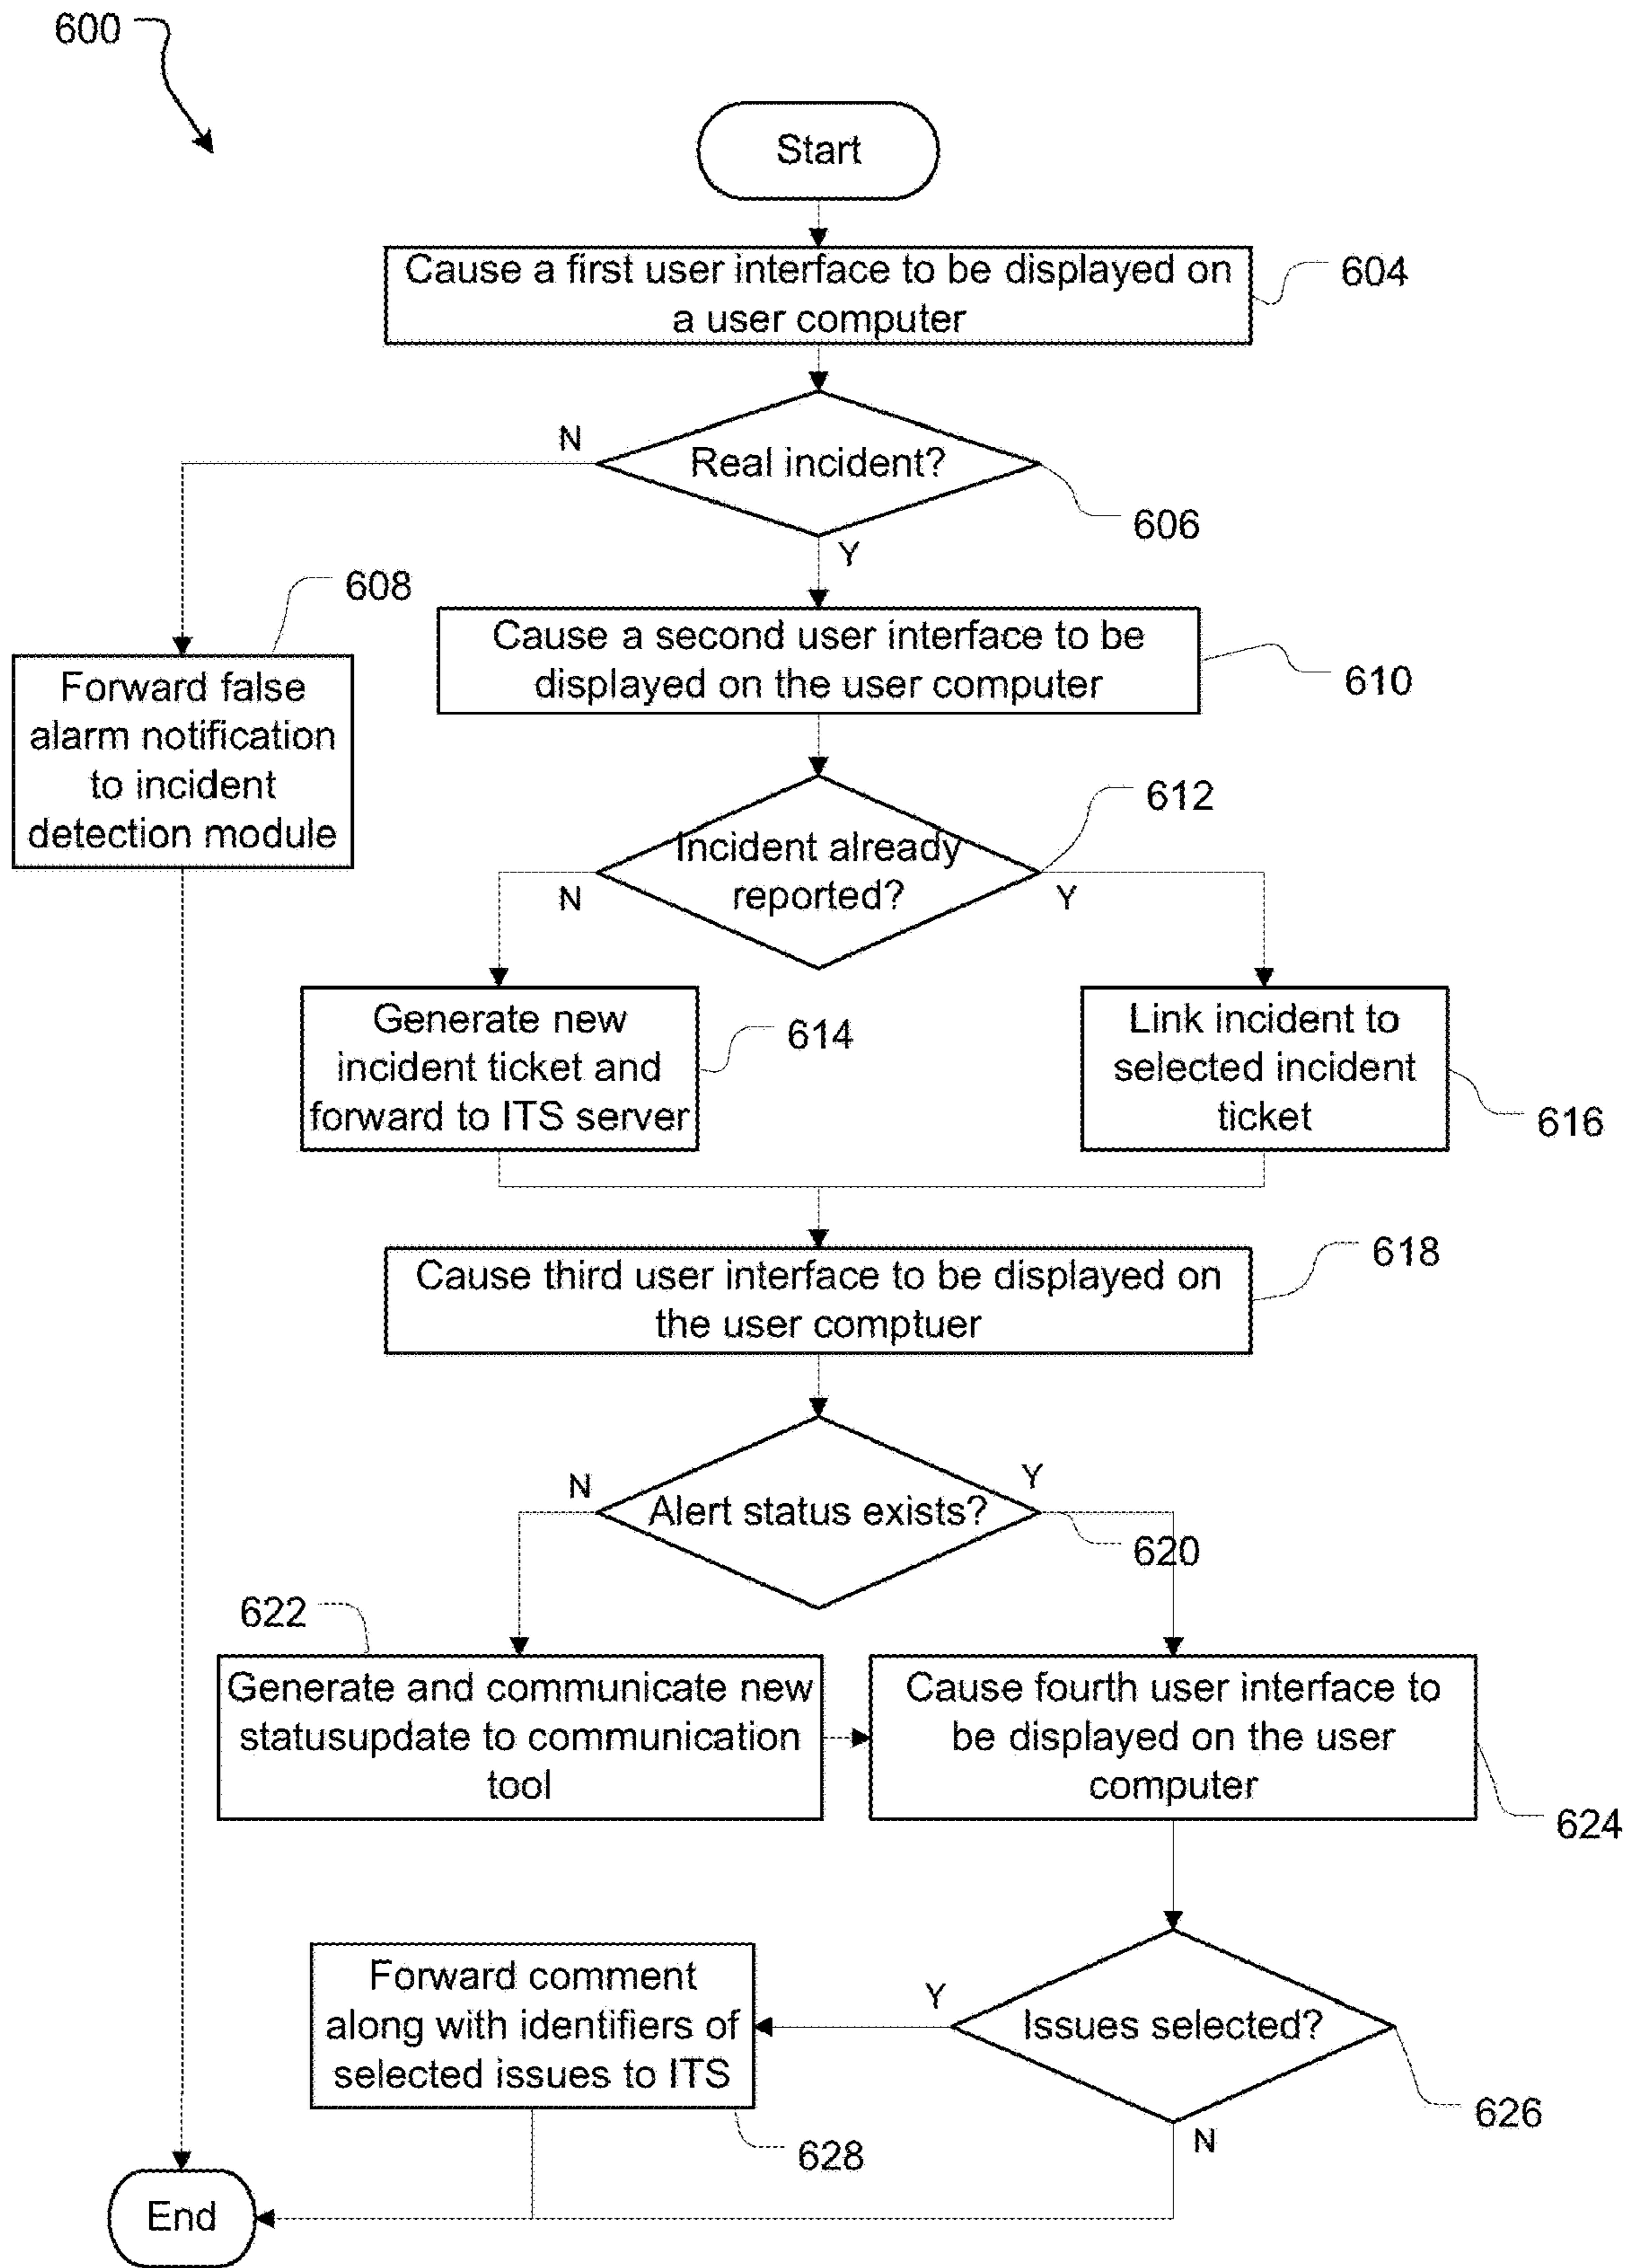 600
Start
Cause a first user interface to be displayed on
a user computer
604
N
Real incident?
606
Y
608
Forward false
alarm notification
to incident
detection module
Cause a second user interface to be
displayed on the user computer
610
612
Incident already
reported?
N
Y
Generate new
incident ticket and
forward to ITS server
614
Link incident to
selected incident
ticket
616
618
Cause third user interface to be displayed on
the user comptuer
N
Y
Alert status exists?
620
622
Generate and communicate new
statusupdate to communication
tool
Cause fourth user interface to
be displayed on the user
computer
624
Forward comment
along with identifiers of
selected issues to ITS
Y
Issues selected?
626
N
628
End